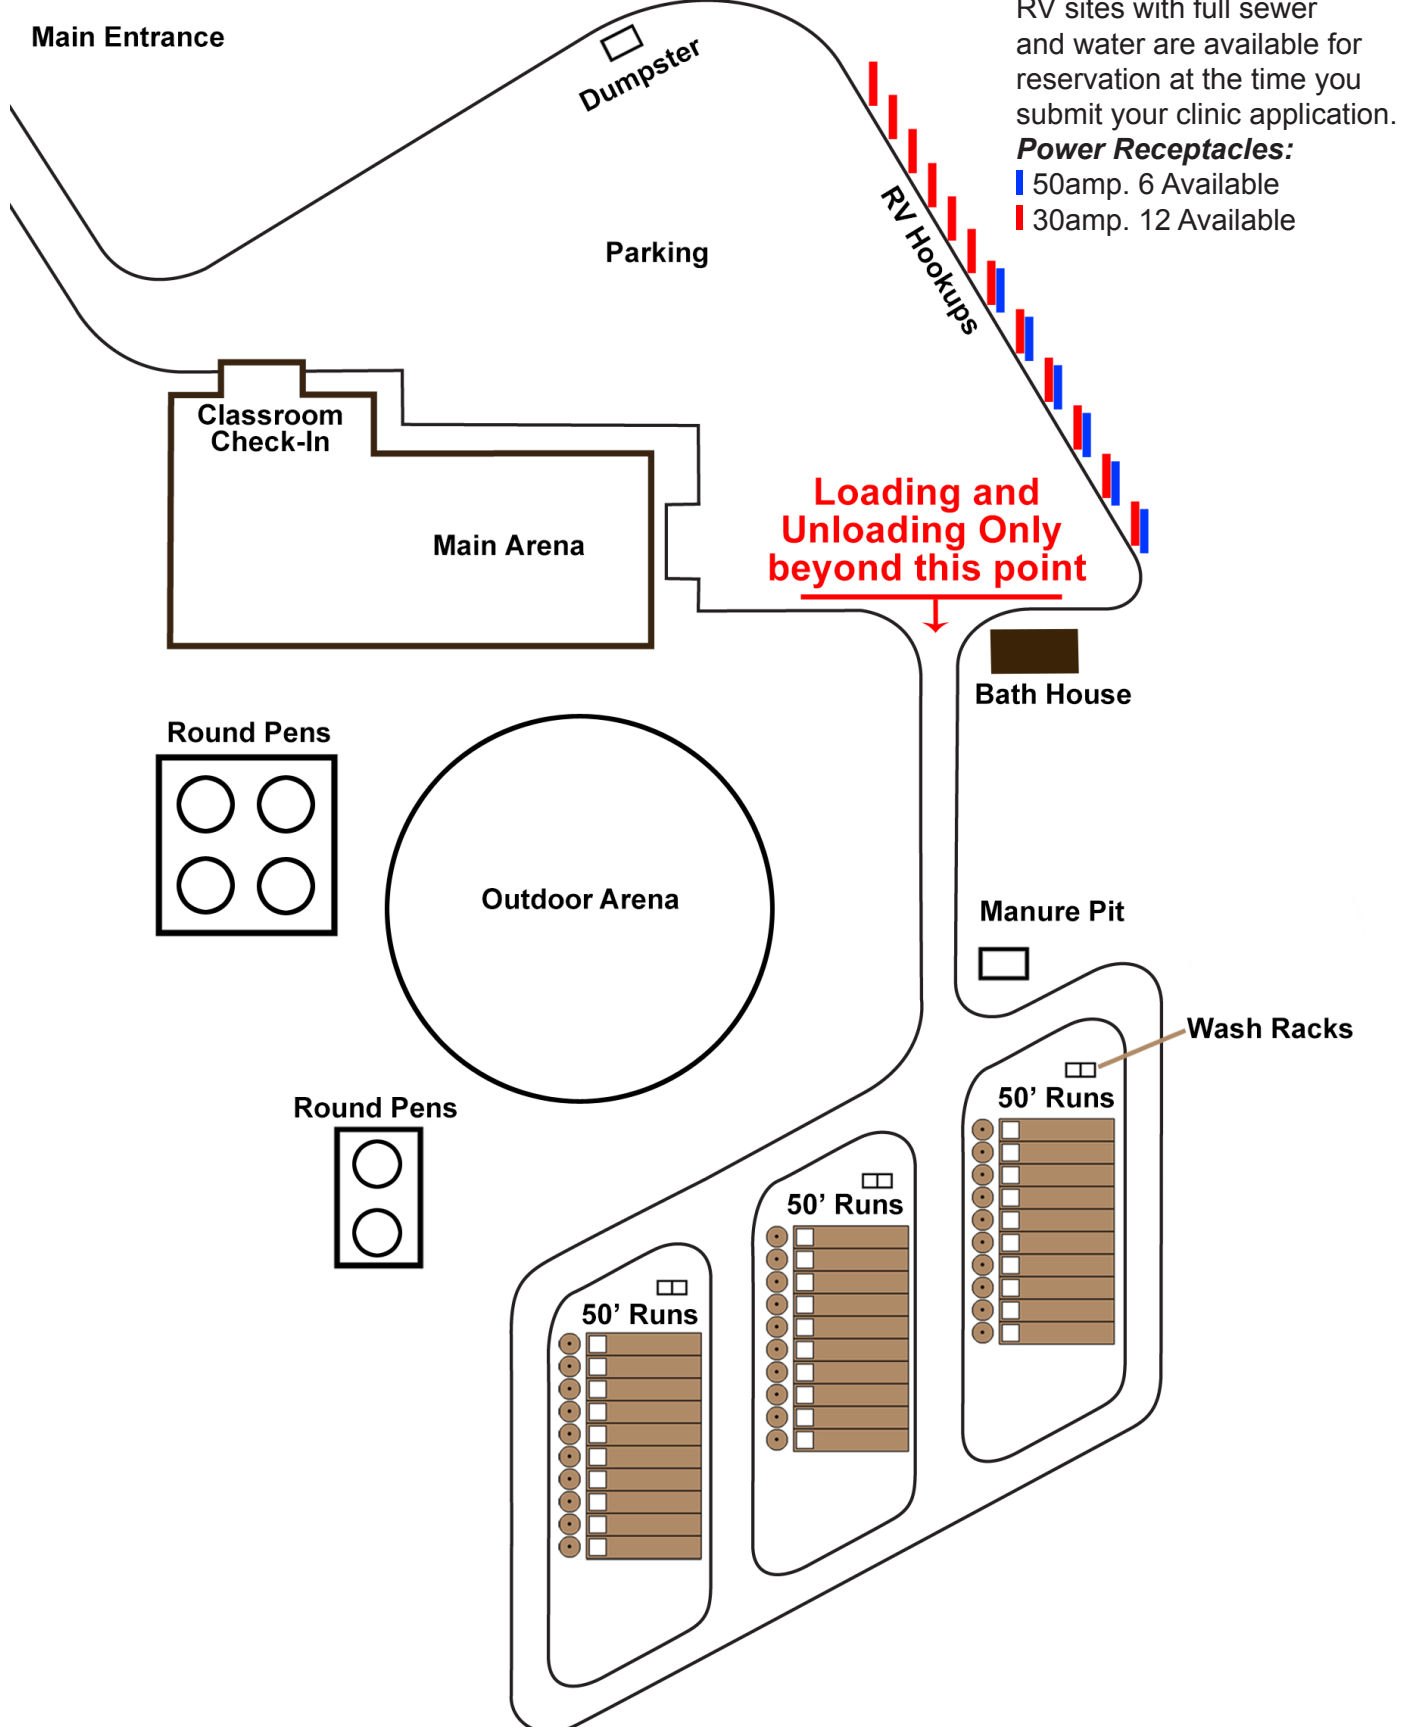 Main Entrance
RV sites with full sewer
and water are available for
reservation at the time you
submit your clinic application.
Power Receptacles:
50amp. 6 Available
30amp. 12 Available
Dumpster
RV Hookups
Parking
Classroom
Check-In
Main Arena
Loading and
Unloading Only
beyond this point
Bath House
Round Pens
Outdoor Arena
Manure Pit
Wash Racks
50’ Runs
Round Pens
50’ Runs
50’ Runs